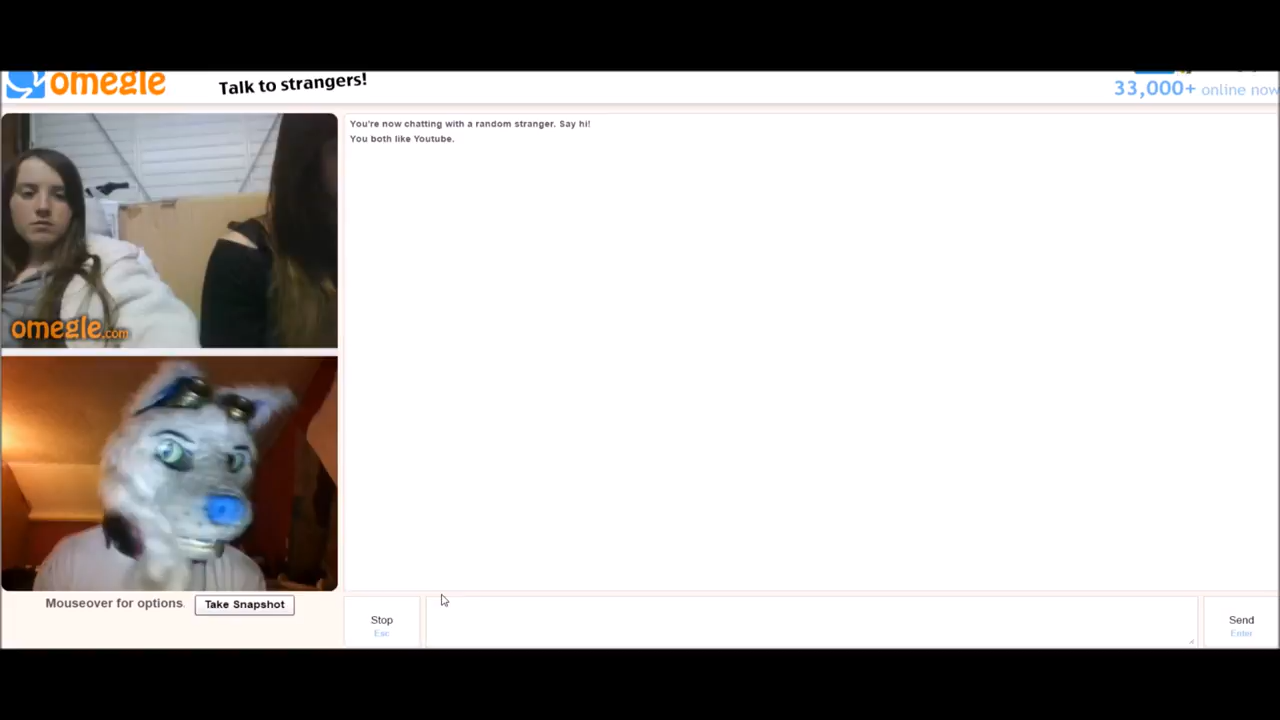 omegle
Talk to strangers!
33,000+ online now
You're now chatting with a random stranger. Say hi!
You both like Youtube.
omegle.com
Mouseover for options.
Take Snapshot
Stop
Esc
Send
Enter